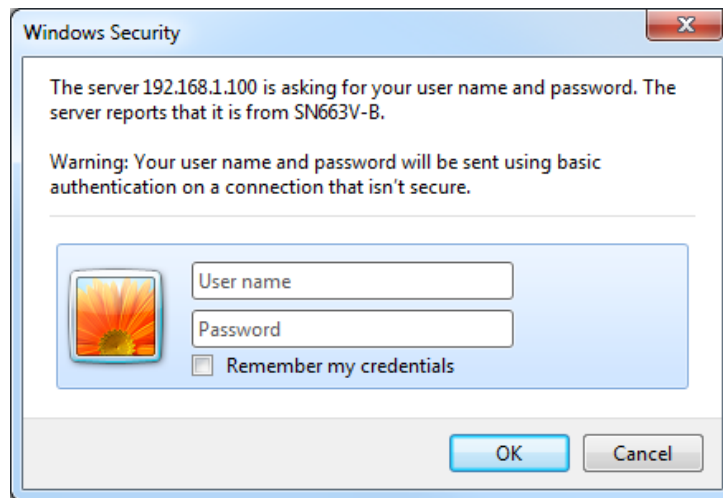 Windows Security
The server 192.168.1.100 is asking for your user name and password. The
server reports that it is from SN663V-B.
Warning: Your user name and password will be sent using basic
authentication on a connection that isn't secure.
User name
Password
Remember my credentials
OK
Cancel